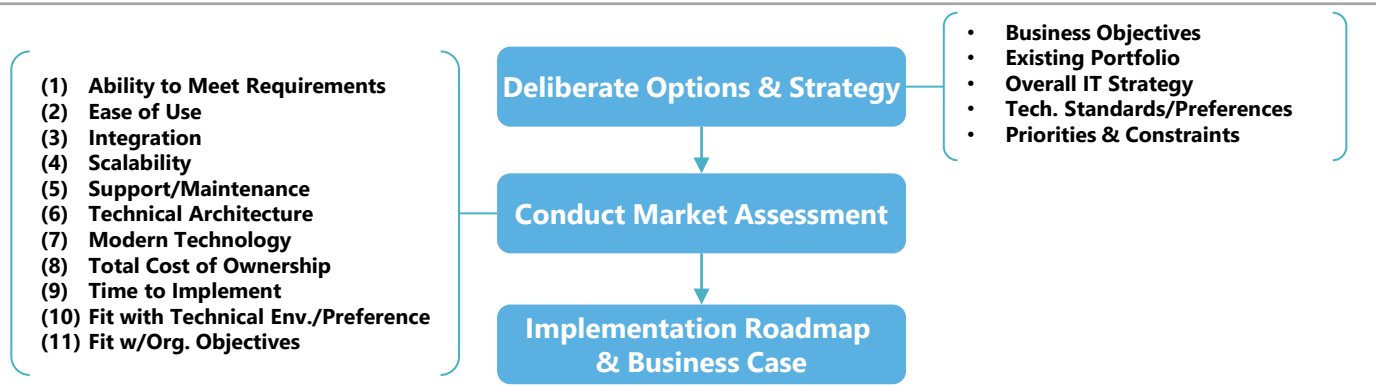 Deliberate Options & Strategy
• Business Objectives
• Existing Portfolio
• Overall IT Strategy
• Tech. Standards/Preferences
• Priorities & Constraints
(1) Ability to Meet Requirements
(2) Ease of Use
(3) Integration
(4) Scalability
(5) Support/Maintenance
(6) Technical Architecture
(7) Modern Technology
(8) Total Cost of Ownership
(9) Time to Implement
(10) Fit with Technical Env./Preference
(11) Fit w/Org. Objectives
Conduct Market Assessment
Implementation Roadmap
& Business Case